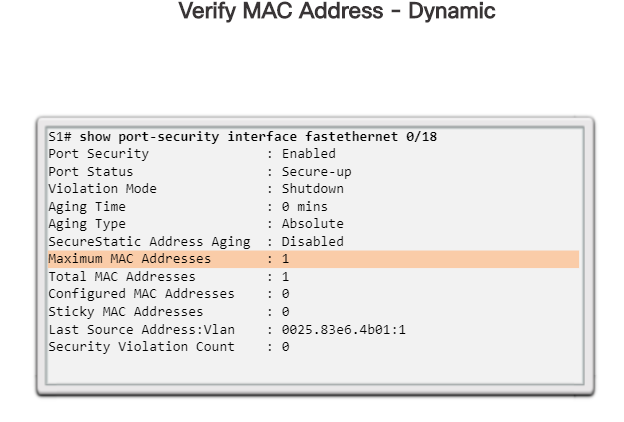 Verify MAC Address - Dynamic
S1# show port-security interface fastethernet 0/18
Port Security : Enabled
Port Status : Secure-up
Violation Mode : Shutdown
Aging Time : 0 mins
Aging Type : Absolute
SecureStatic Address Aging : Disabled
Maximum MAC Addresses : 1
Total MAC Addresses : 1
Configured MAC Addresses : 0
Sticky MAC Addresses : 0
Last Source Address:Vlan : 0025.83e6.4b01:1
Security Violation Count : 0